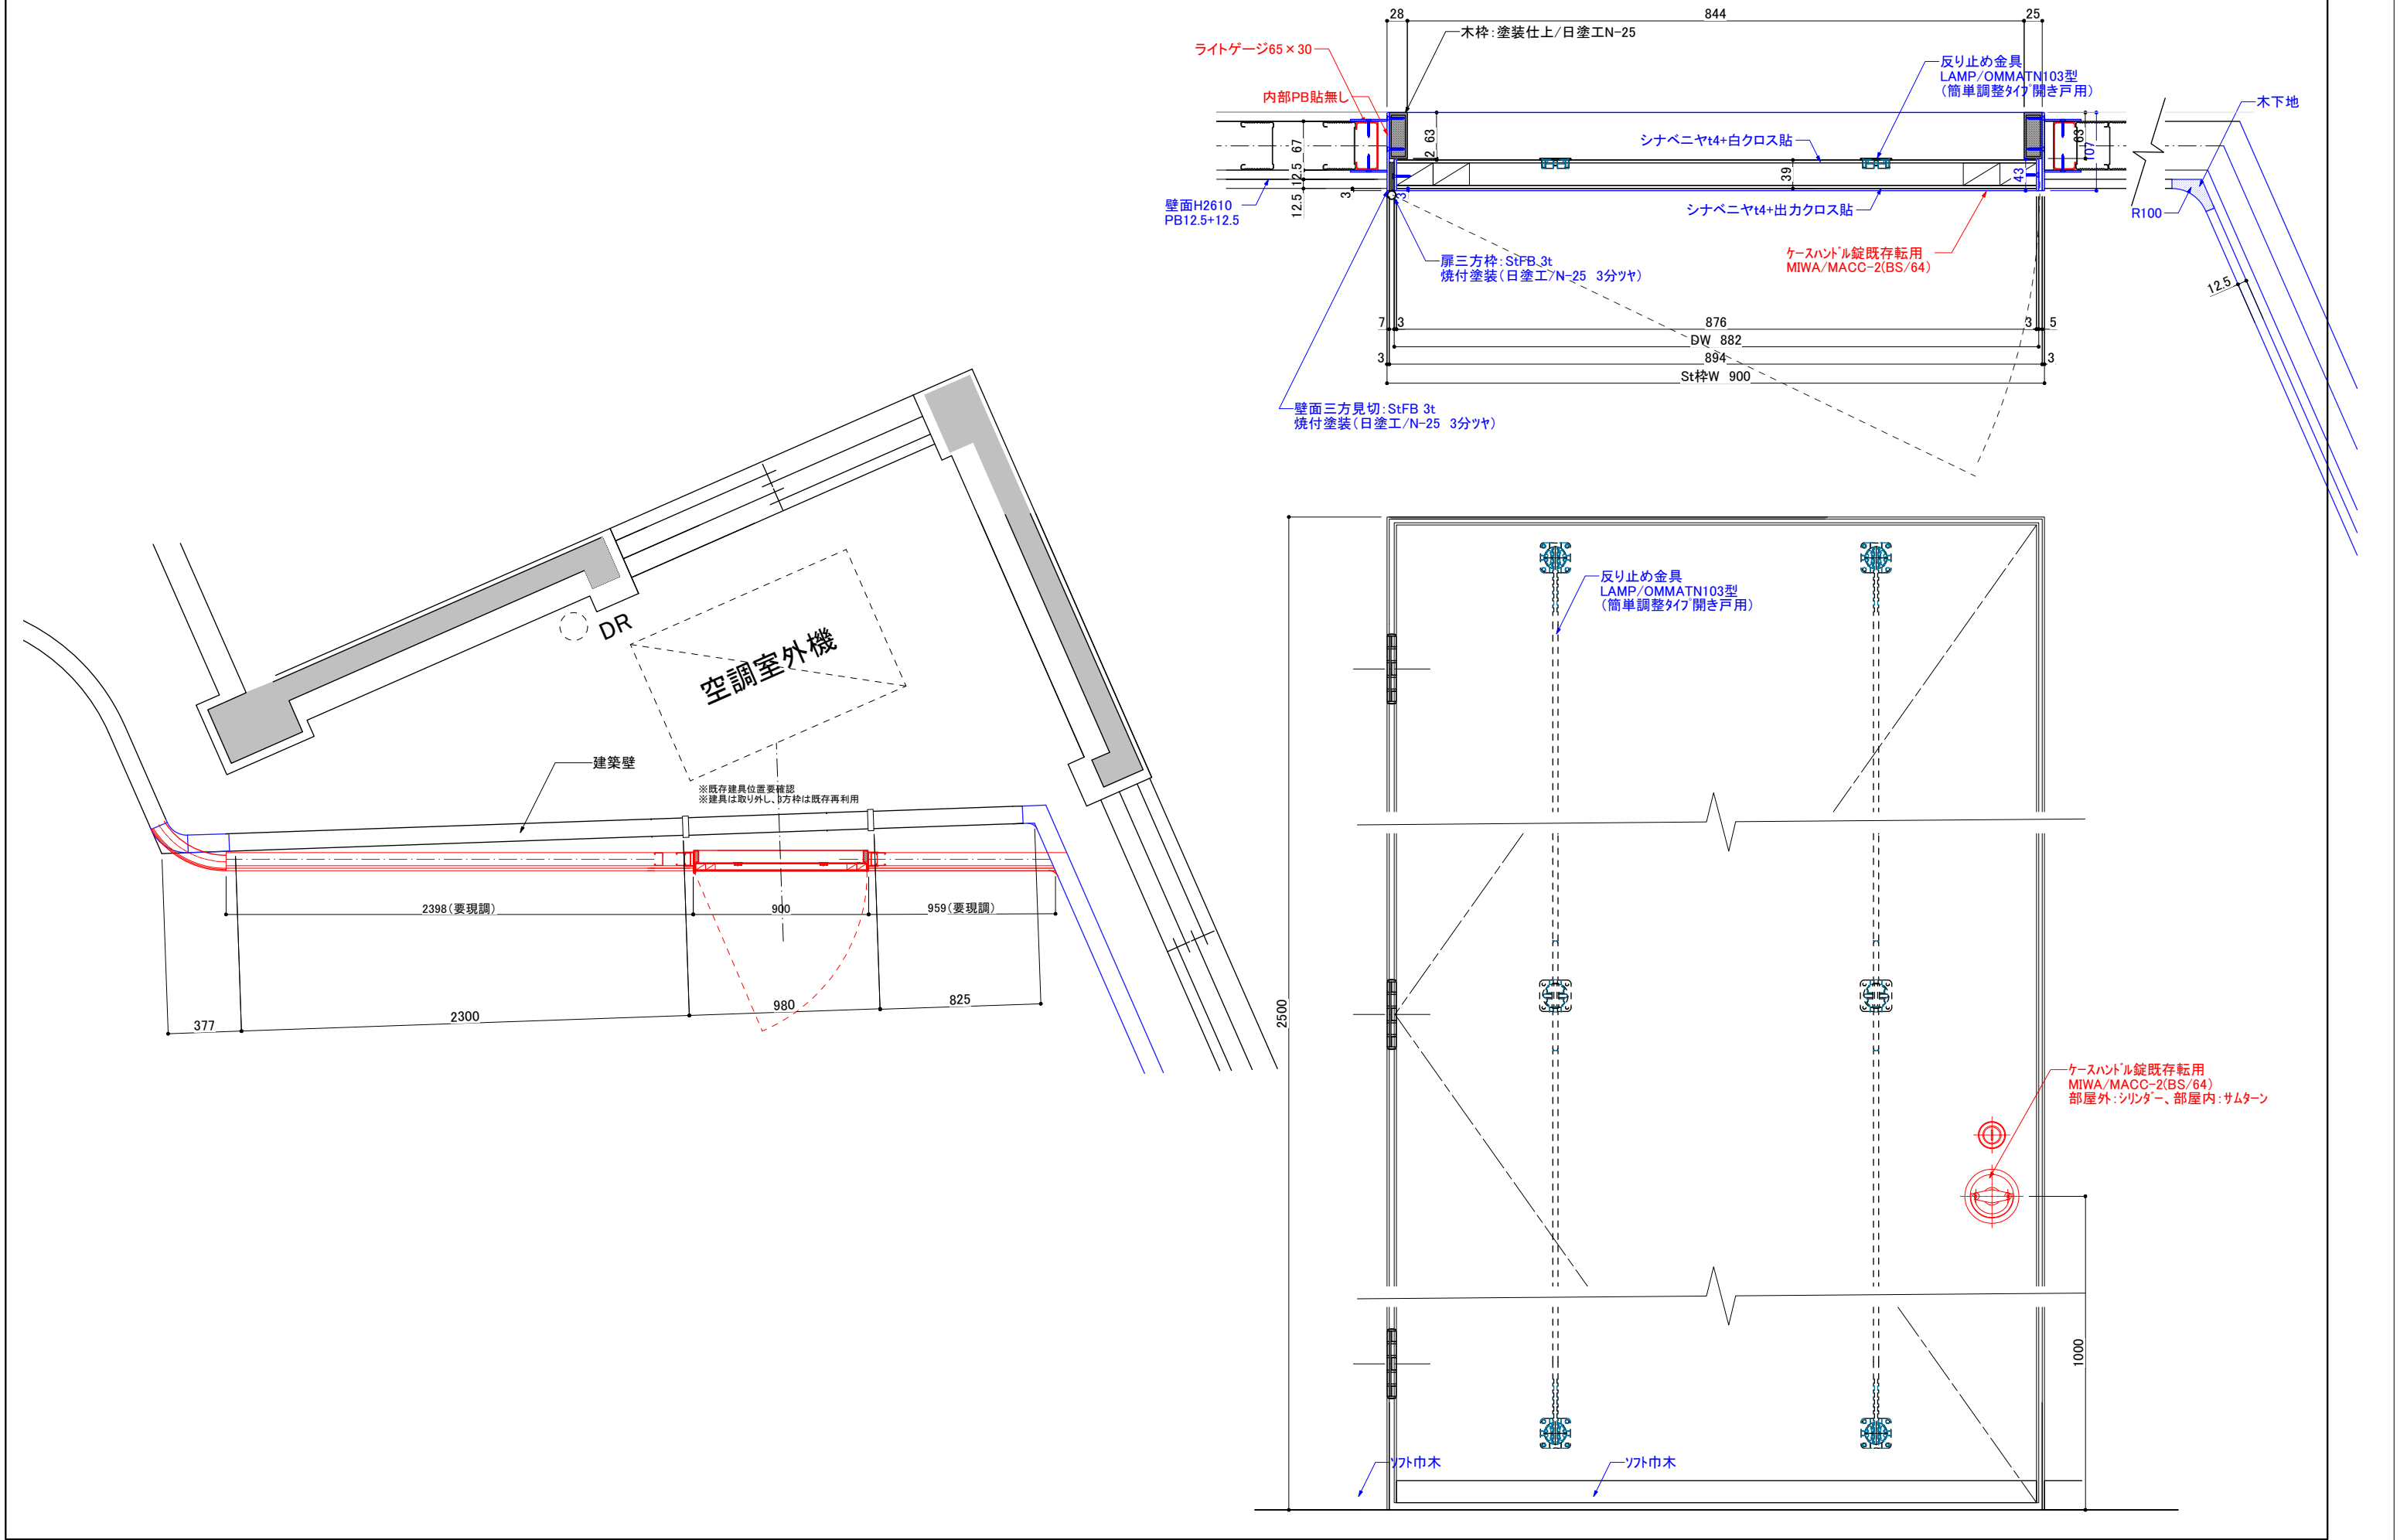 28
844
25
木枠:塗装仕上/日塗工N-25
ライトゲージ65×30
内部PB貼無し
反り止め金具
LAMP/OMMATN103型
(簡単調整ﾀｲﾌﾟ開き戸用)
木下地
シナベニヤt4+白クロス貼
67
12.5
12.5
63
2
3
3
39
43
63
107
壁面H2610
PB12.5+12.5
シナベニヤt4+出力クロス貼
R100
扉三方枠:StFB 3t
焼付塗装(日塗工/N-25 3分ﾂﾔ)
ケースﾊﾝﾄﾞﾙ錠既存転用
MIWA/MACC-2(BS/64)
12.5
7
3
876
3
5
DW 882
3
894
3
St枠W 900
壁面三方見切:StFB 3t
焼付塗装(日塗工/N-25 3分ﾂﾔ)
DR
空調室外機
建築壁
※既存建具位置要確認
※建具は取り外し、3方枠は既存再利用
2398(要現調)
900
959(要現調)
377
2300
980
825
2500
反り止め金具
LAMP/OMMATN103型
(簡単調整ﾀｲﾌﾟ開き戸用)
ケースﾊﾝﾄﾞﾙ錠既存転用
MIWA/MACC-2(BS/64)
部屋外:ｼﾘﾝﾀﾞｰ、部屋内:ｻﾑﾀｰﾝ
1000
ｿﾌﾄ巾木
ｿﾌﾄ巾木